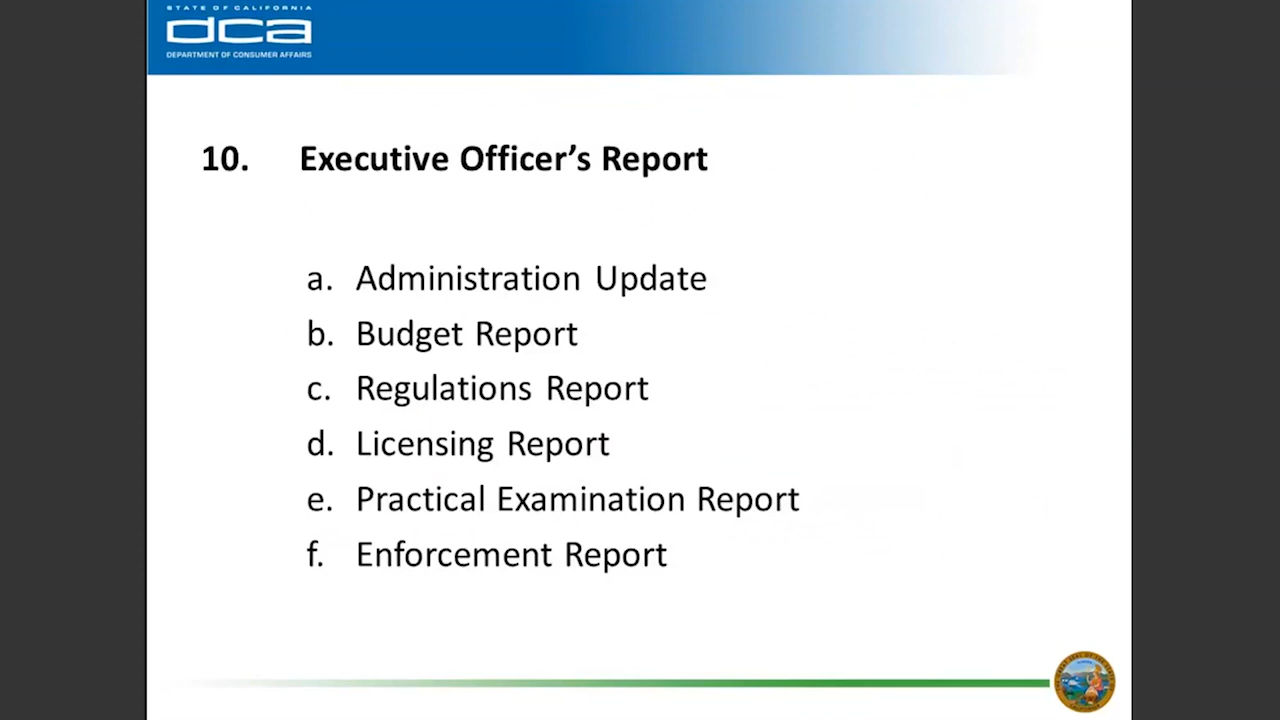 STATE OF CALIFORNIA
dca
DEPARTMENT OF CONSUMER AFFAIRS
10. Executive Officer’s Report
a. Administration Update
b. Budget Report
c. Regulations Report
d. Licensing Report
e. Practical Examination Report
f. Enforcement Report